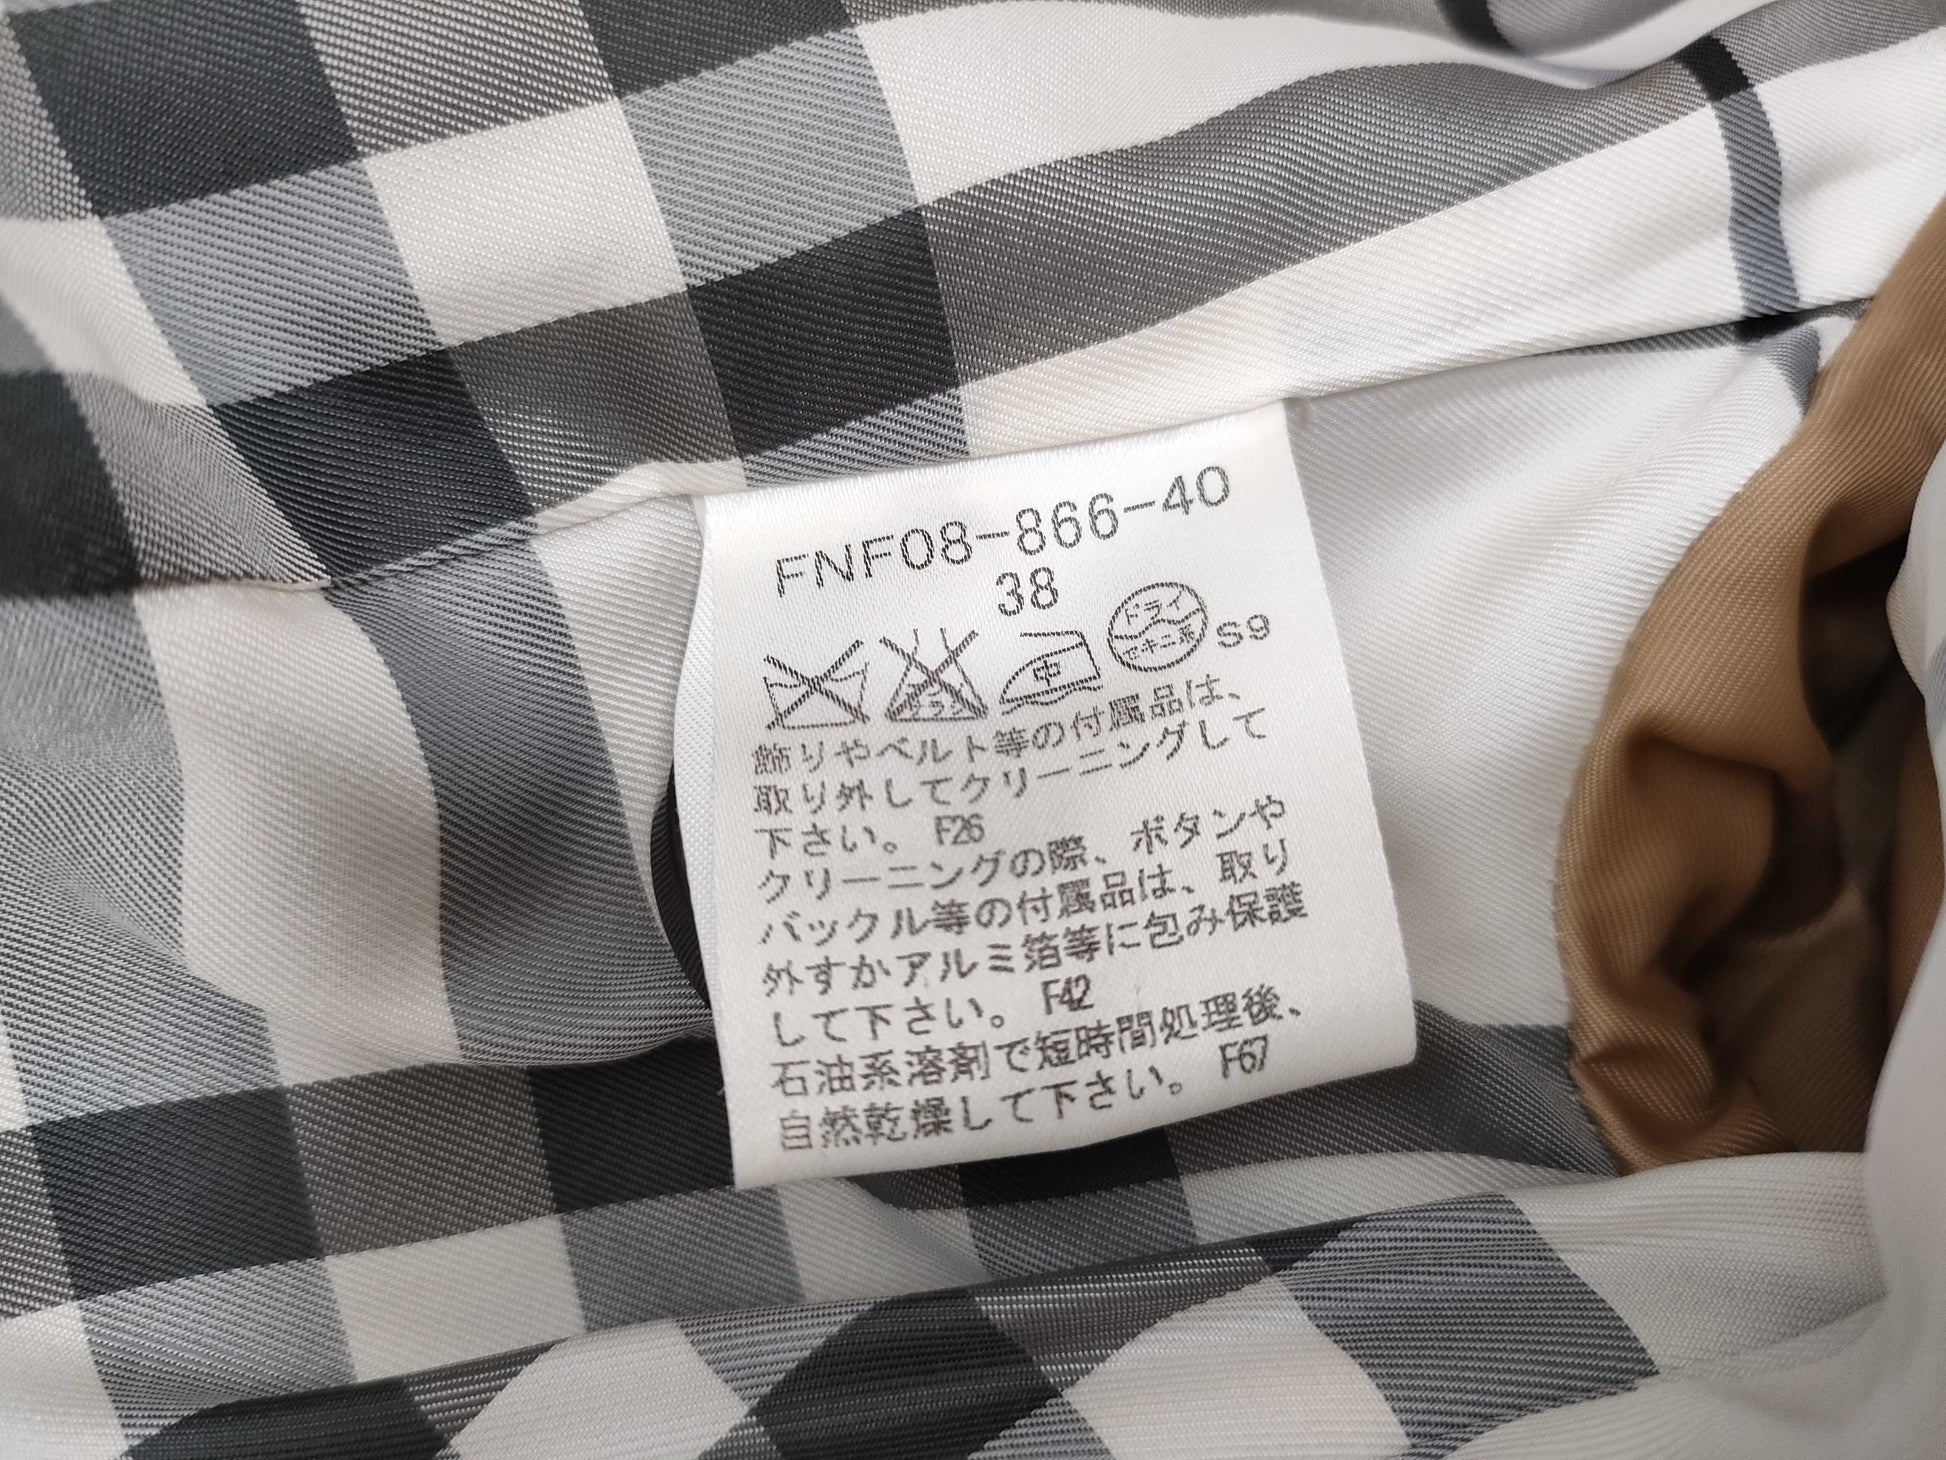 FNF08-866-40
38
中
ドライ
セキユ系
S9
飾りやベルト等の付属品は、
取り外してクリーニングして
下さい。 F26
クリーニングの際、ボタンや
バックル等の付属品は、取り
外すかアルミ箔等に包み保護
して下さい。 F42
石油系溶剤で短時間処理後、
自然乾燥して下さい。 F67